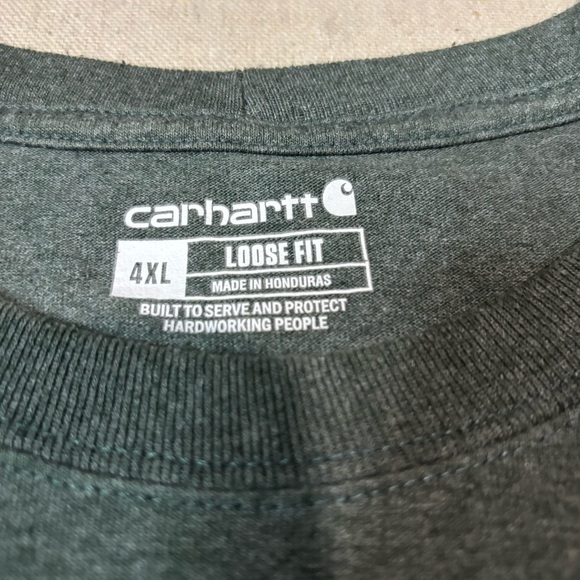 carhartt
4XL LOOSE FIT
MADE IN HONDURAS
BUILT TO SERVE AND PROTECT
HARDWORKING PEOPLE